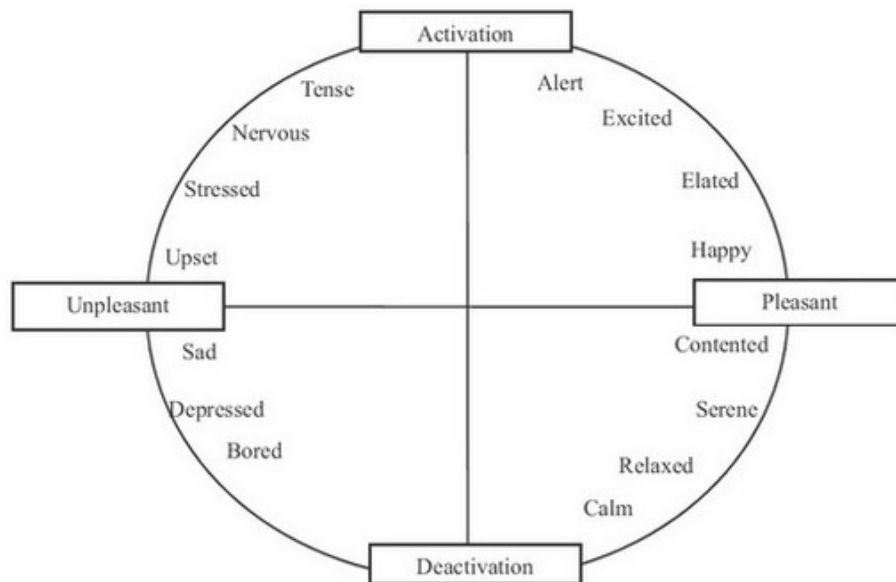 Activation
Tense
Alert
Excited
Nervous
Stressed
Elated
Upset
Happy
Unpleasant
Pleasant
Sad
Contented
Depressed
Serene
Bored
Relaxed
Calm
Deactivation